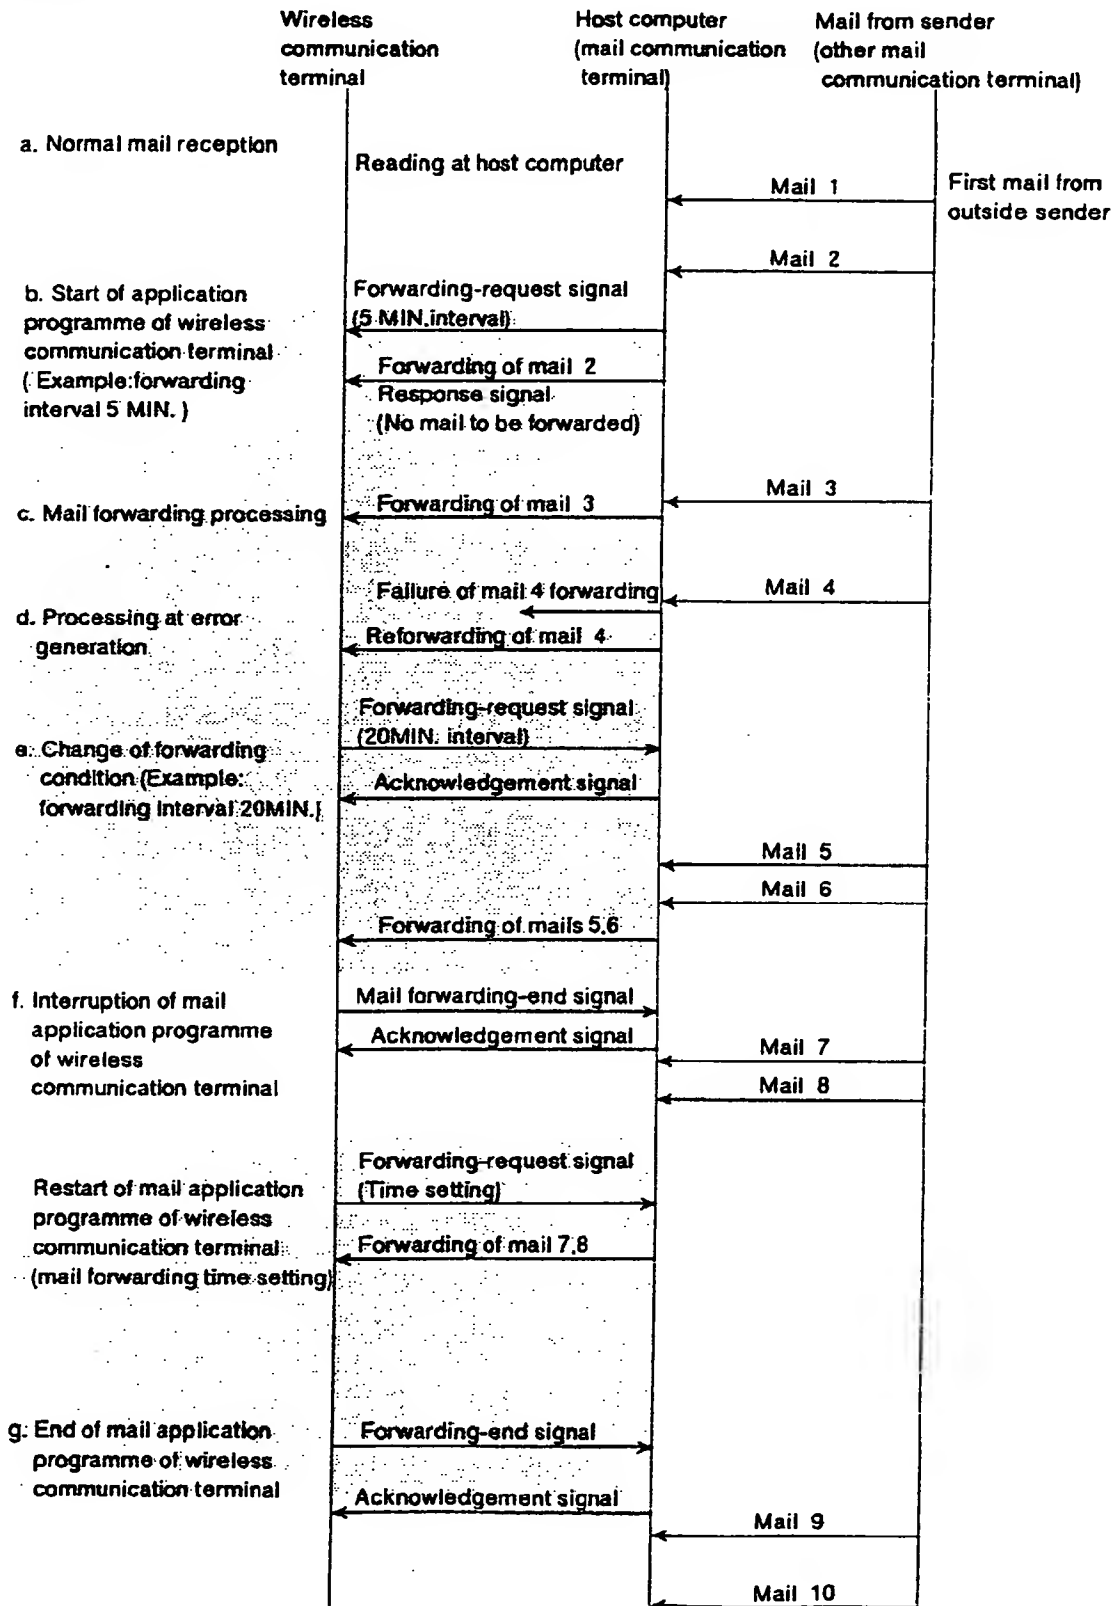 Wireless
communication
terminal
Host computer
(mail communication
terminal)
Mail from sender
(other mail
communication terminal)
a. Normal mail reception
Reading at host computer
Mail 1
First mail from
outside sender
Mail 2
b. Start of application
programme of wireless
communication terminal
( Example:forwarding
interval 5 MIN. )
Forwarding-request signal
(5 MIN.interval)
Forwarding of mail 2
Response signal
(No mail to be forwarded)
Mail 3
c. Mail forwarding processing
Forwarding of mail 3
Failure of mail 4 forwarding
Mail 4
d. Processing at error
generation
Reforwarding of mail 4
Forwarding-request signal
(20MIN. interval)
e. Change of forwarding
condition (Example:
forwarding interval 20MIN.)
Acknowledgement signal
Mail 5
Mail 6
Forwarding of mails 5,6
f. Interruption of mail
application programme
of wireless
communication terminal
Mail forwarding-end signal
Acknowledgement signal
Mail 7
Mail 8
Forwarding-request signal
(Time setting)
Restart of mail application
programme of wireless
communication terminal
(mail forwarding time setting)
Forwarding of mail 7,8
g. End of mail application
programme of wireless
communication terminal
Forwarding-end signal
Acknowledgement signal
Mail 9
Mail 10